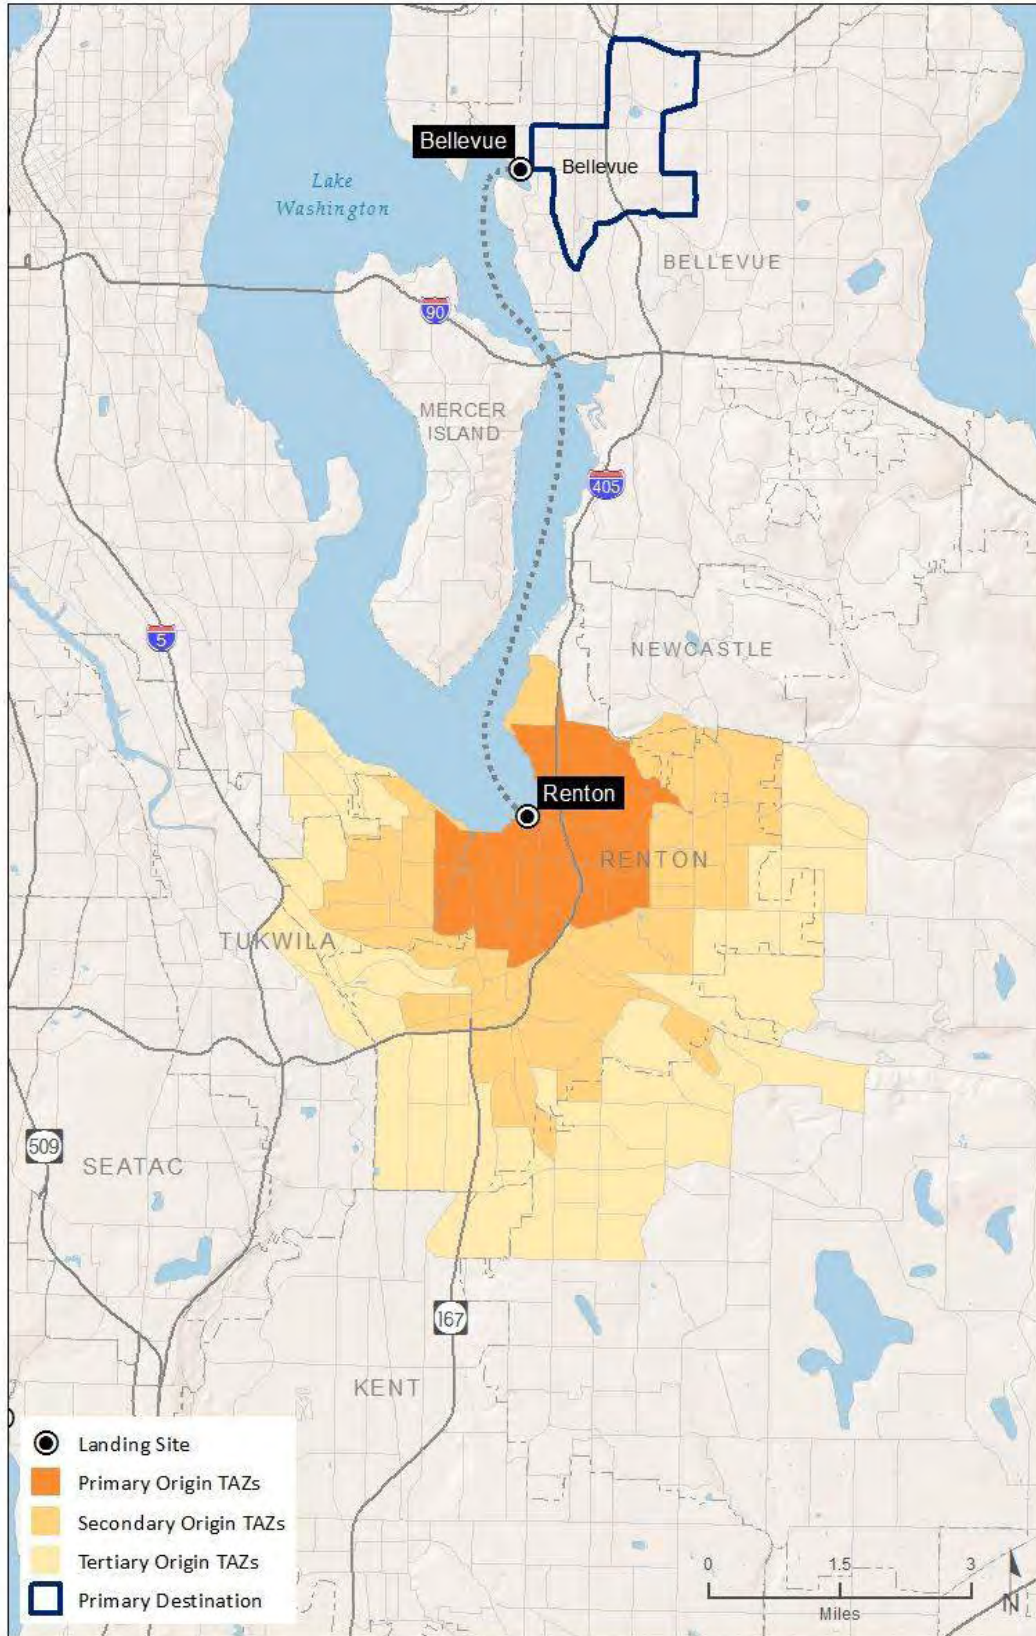 Bellevue
Bellevue
Lake
Washington
BELLEVUE
90
MERCER
ISLAND
405
5
NEWCASTLE
Renton
RENTON
TUKWILA
509
SEATAC
167
KENT
Landing Site
Primary Origin TAZs
Secondary Origin TAZs
Tertiary Origin TAZs
Primary Destination
0 1.5 3
Miles
N